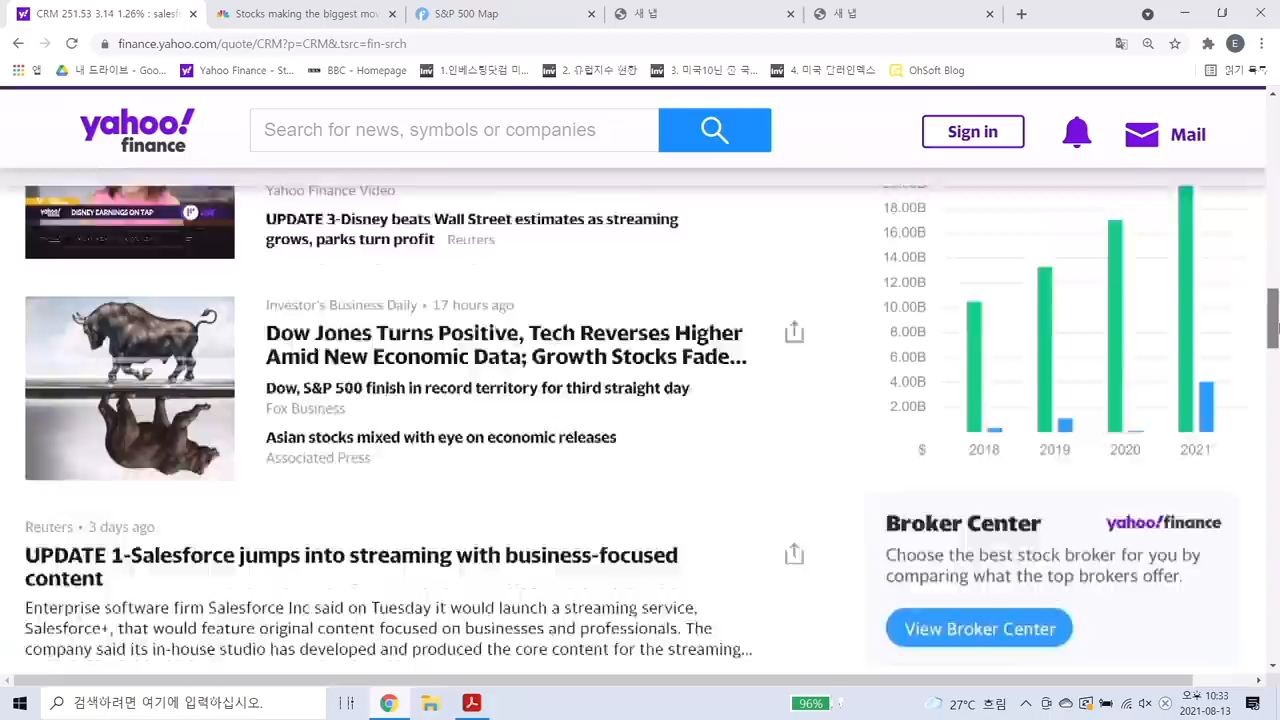 CRM 251.53 3.14 1.26% : salesf
Stocks making the biggest mo
S&P 500 Map
새 탭
새 탭
finance.yahoo.com/quote/CRM?p=CRM&.tsrc=fin-srch
E
앱
내 드라이브 - Goo...
Yahoo Finance - St...
BBC - Homepage
1.인베스팅닷컴 미...
2. 유럽지수 현황
3. 미국10년 물 국...
4. 미국 달러인덱스
OhSoft Blog
읽기 목록
yahoo!
finance
Search for news, symbols or companies
Sign in
Mail
Yahoo Finance Video
DISNEY EARNINGS ON TAP
LIVE
UPDATE 3-Disney beats Wall Street estimates as streaming
grows, parks turn profit Reuters
Investor's Business Daily • 17 hours ago
Dow Jones Turns Positive, Tech Reverses Higher
Amid New Economic Data; Growth Stocks Fade...
Dow, S&P 500 finish in record territory for third straight day
Fox Business
Asian stocks mixed with eye on economic releases
Associated Press
Reuters • 3 days ago
UPDATE 1-Salesforce jumps into streaming with business-focused
content
Enterprise software firm Salesforce Inc said on Tuesday it would launch a streaming service,
Salesforce+, that would feature original content focused on businesses and professionals. The
company said its in-house studio has developed and produced the core content for the streaming...
18.00B
16.00B
14.00B
12.00B
10.00B
8.00B
6.00B
4.00B
2.00B
$ 2018 2019 2020 2021
Broker Center yahoo!finance
Choose the best stock broker for you by
comparing what the top brokers offer.
View Broker Center
검색하려면 여기에 입력하십시오.
96%
27°C 흐림
오후 10:33
2021-08-13